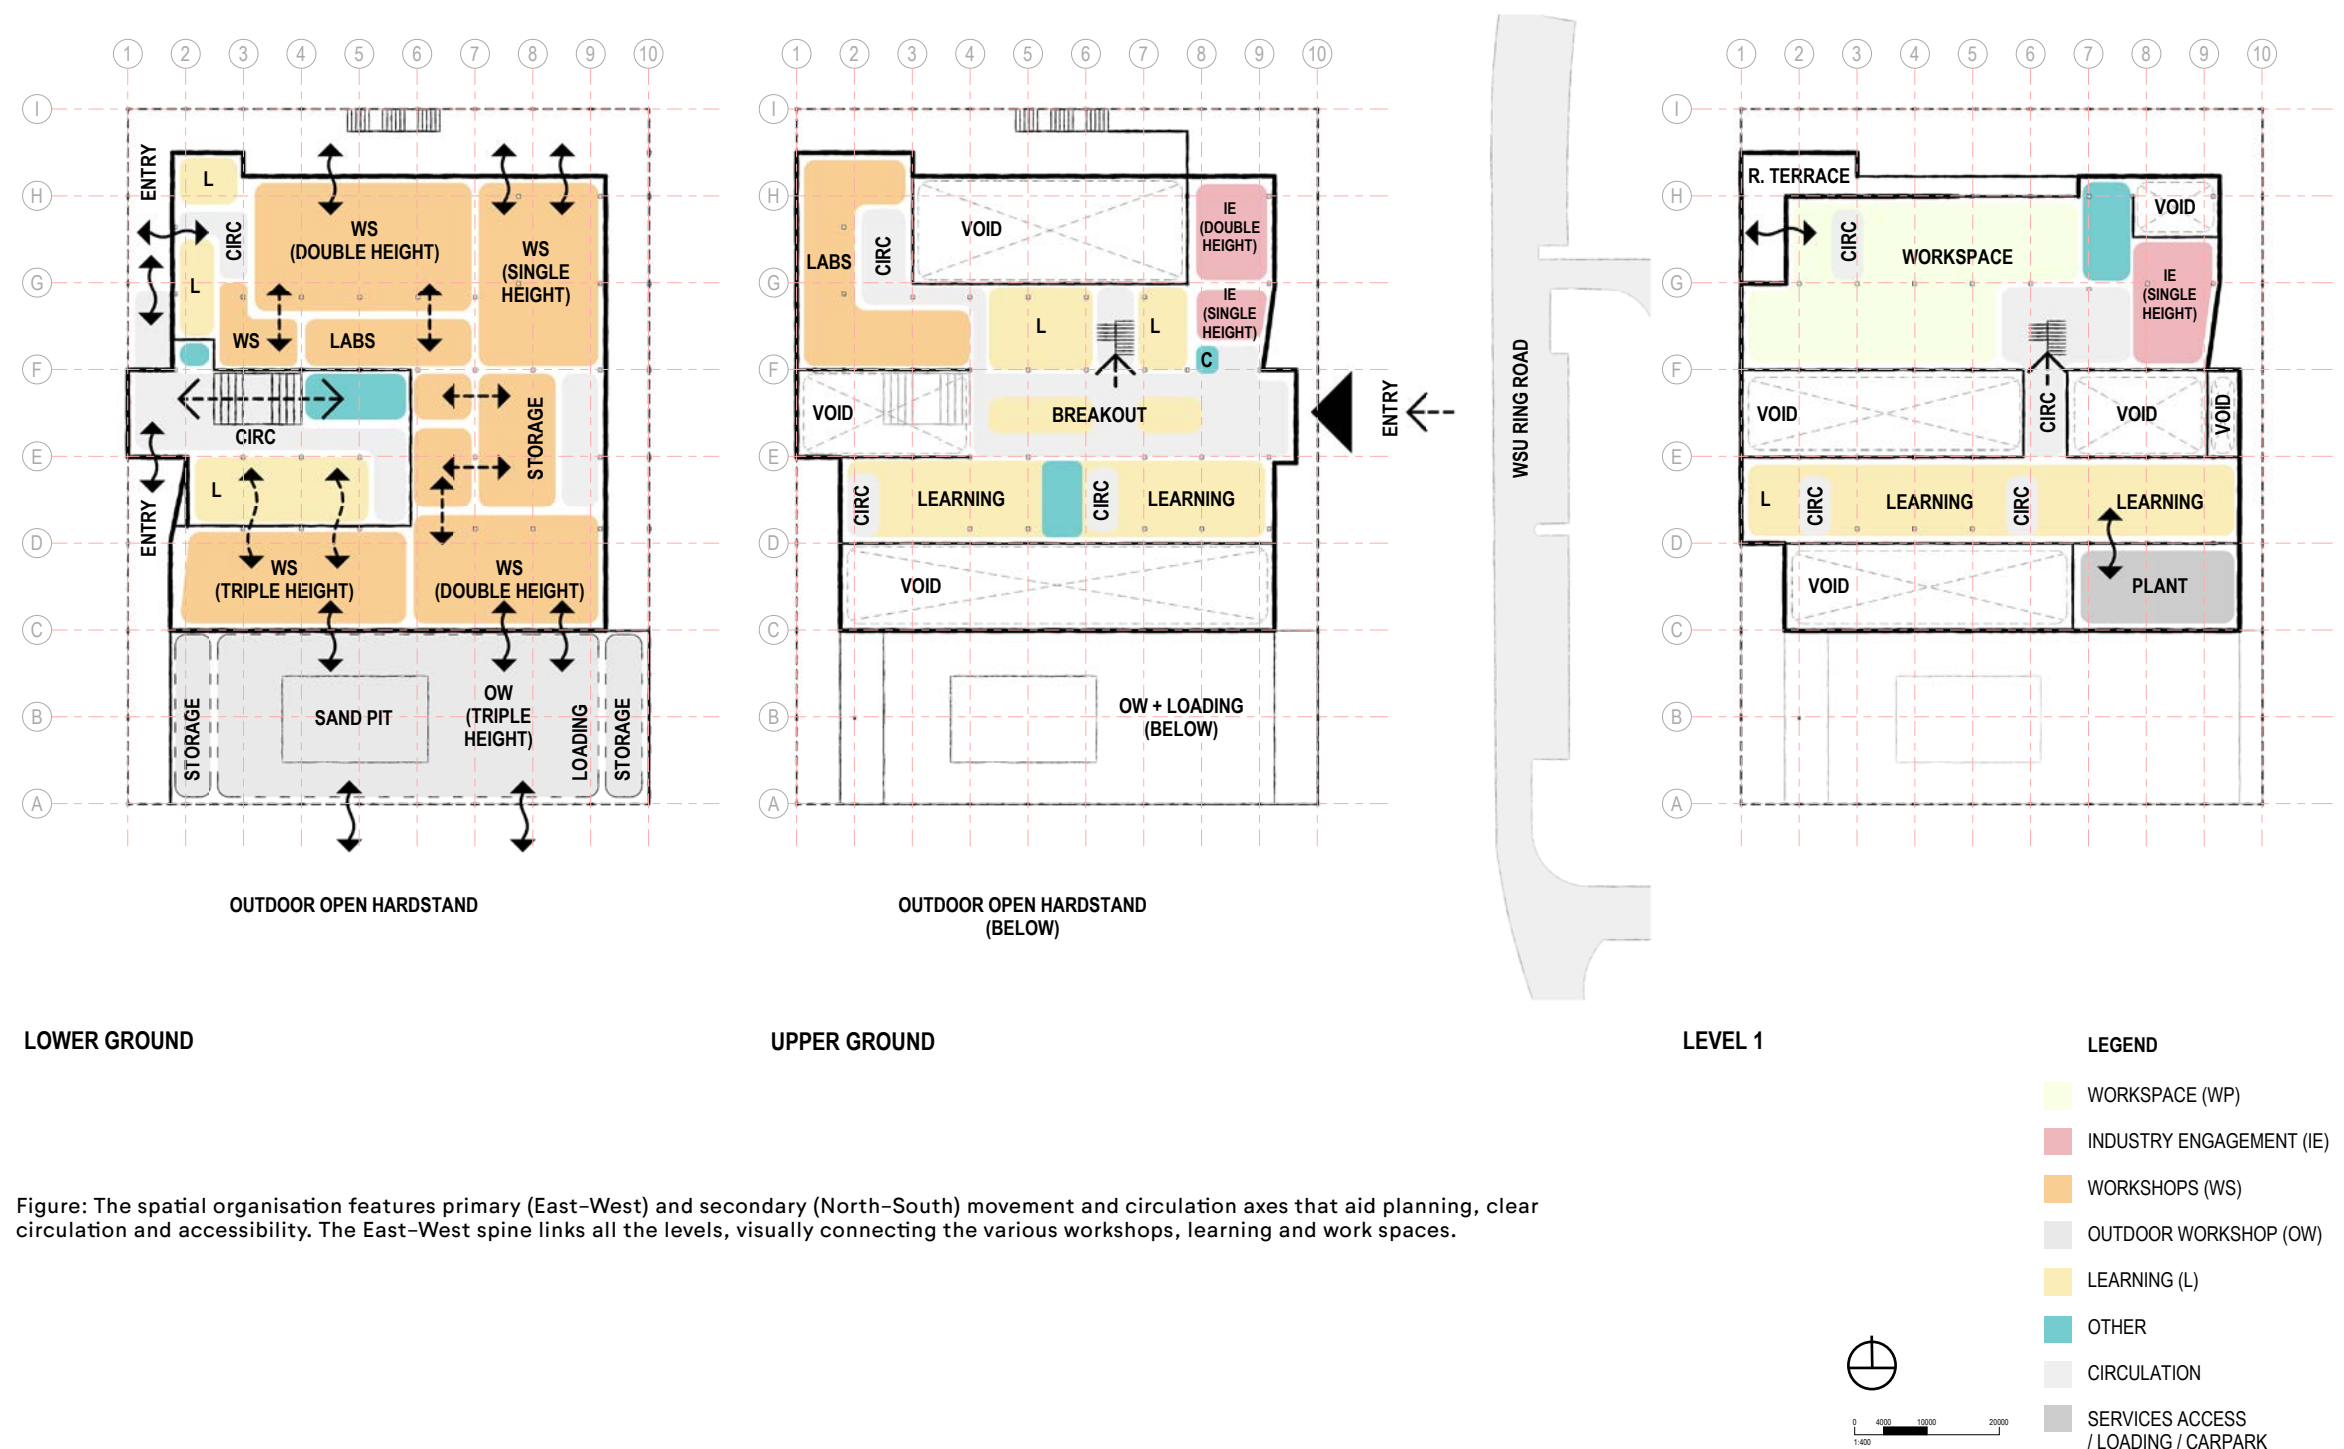 1 2 3 4 5 6 7 8 9 10
I
H
G
F
E
D
C
B
A
ENTRY
L
CIRC
WS
(DOUBLE HEIGHT)
WS
(SINGLE
HEIGHT)
L
WS
LABS
CIRC
STORAGE
L
ENTRY
WS
(TRIPLE HEIGHT)
WS
(DOUBLE HEIGHT)
STORAGE
SAND PIT
OW
(TRIPLE
HEIGHT)
LOADING
STORAGE
OUTDOOR OPEN HARDSTAND
LOWER GROUND
1 2 3 4 5 6 7 8 9 10
I
H
G
F
E
D
C
B
A
LABS
CIRC
VOID
IE
(DOUBLE
HEIGHT)
IE
(SINGLE
HEIGHT)
L
L
C
VOID
BREAKOUT
ENTRY
CIRC
LEARNING
CIRC
LEARNING
VOID
OW + LOADING
(BELOW)
OUTDOOR OPEN HARDSTAND
(BELOW)
UPPER GROUND
WSU RING ROAD
1 2 3 4 5 6 7 8 9 10
I
H
G
F
E
D
C
B
A
R. TERRACE
VOID
CIRC
WORKSPACE
IE
(SINGLE
HEIGHT)
VOID
CIRC
VOID
VOID
L
CIRC
LEARNING
CIRC
LEARNING
VOID
PLANT
LEVEL 1
LEGEND
WORKSPACE (WP)
INDUSTRY ENGAGEMENT (IE)
WORKSHOPS (WS)
OUTDOOR WORKSHOP (OW)
LEARNING (L)
OTHER
CIRCULATION
SERVICES ACCESS
/ LOADING / CARPARK
0 4000 10000 20000
1:400
Figure: The spatial organisation features primary (East–West) and secondary (North–South) movement and circulation axes that aid planning, clear
circulation and accessibility. The East–West spine links all the levels, visually connecting the various workshops, learning and work spaces.